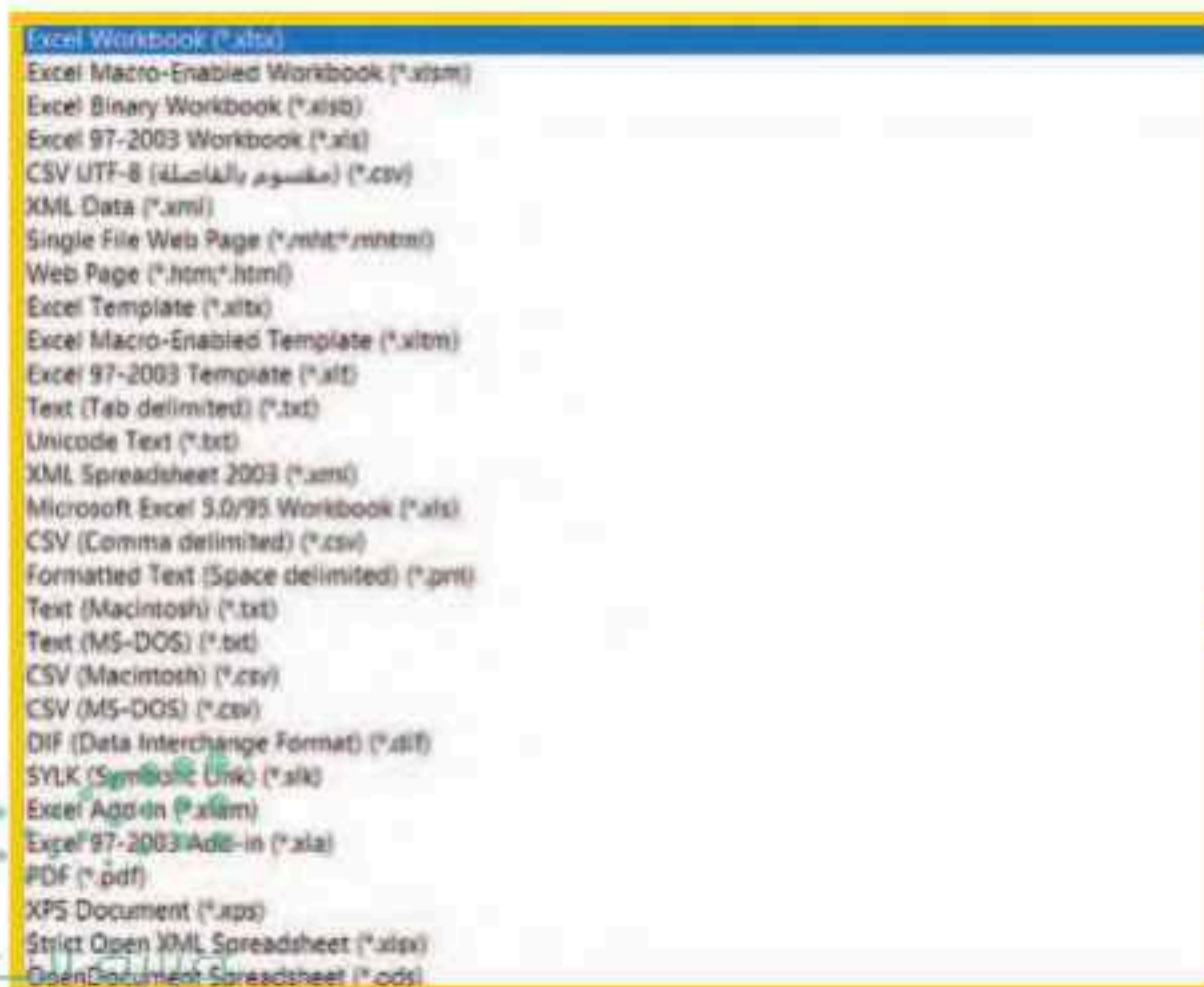 Excel Workbook (*.xlsx)
Excel Macro-Enabled Workbook (*.xlsm)
Excel Binary Workbook (*.xlsb)
Excel 97-2003 Workbook (*.xls)
CSV UTF-8 (مقسوم بالفاصلة) (*.csv)
XML Data (*.xml)
Single File Web Page (*.mht;*.mhtml)
Web Page (*.htm;*.html)
Excel Template (*.xltx)
Excel Macro-Enabled Template (*.xltm)
Excel 97-2003 Template (*.xlt)
Text (Tab delimited) (*.txt)
Unicode Text (*.txt)
XML Spreadsheet 2003 (*.xml)
Microsoft Excel 5.0/95 Workbook (*.xls)
CSV (Comma delimited) (*.csv)
Formatted Text (Space delimited) (*.prn)
Text (Macintosh) (*.txt)
Text (MS-DOS) (*.txt)
CSV (Macintosh) (*.csv)
CSV (MS-DOS) (*.csv)
DIF (Data Interchange Format) (*.dif)
SYLK (Symbolic Link) (*.slk)
Excel Add-in (*.xlam)
Excel 97-2003 Add-in (*.xla)
PDF (*.pdf)
XPS Document (*.xps)
Strict Open XML Spreadsheet (*.xlsx)
OpenDocument Spreadsheet (*.ods)